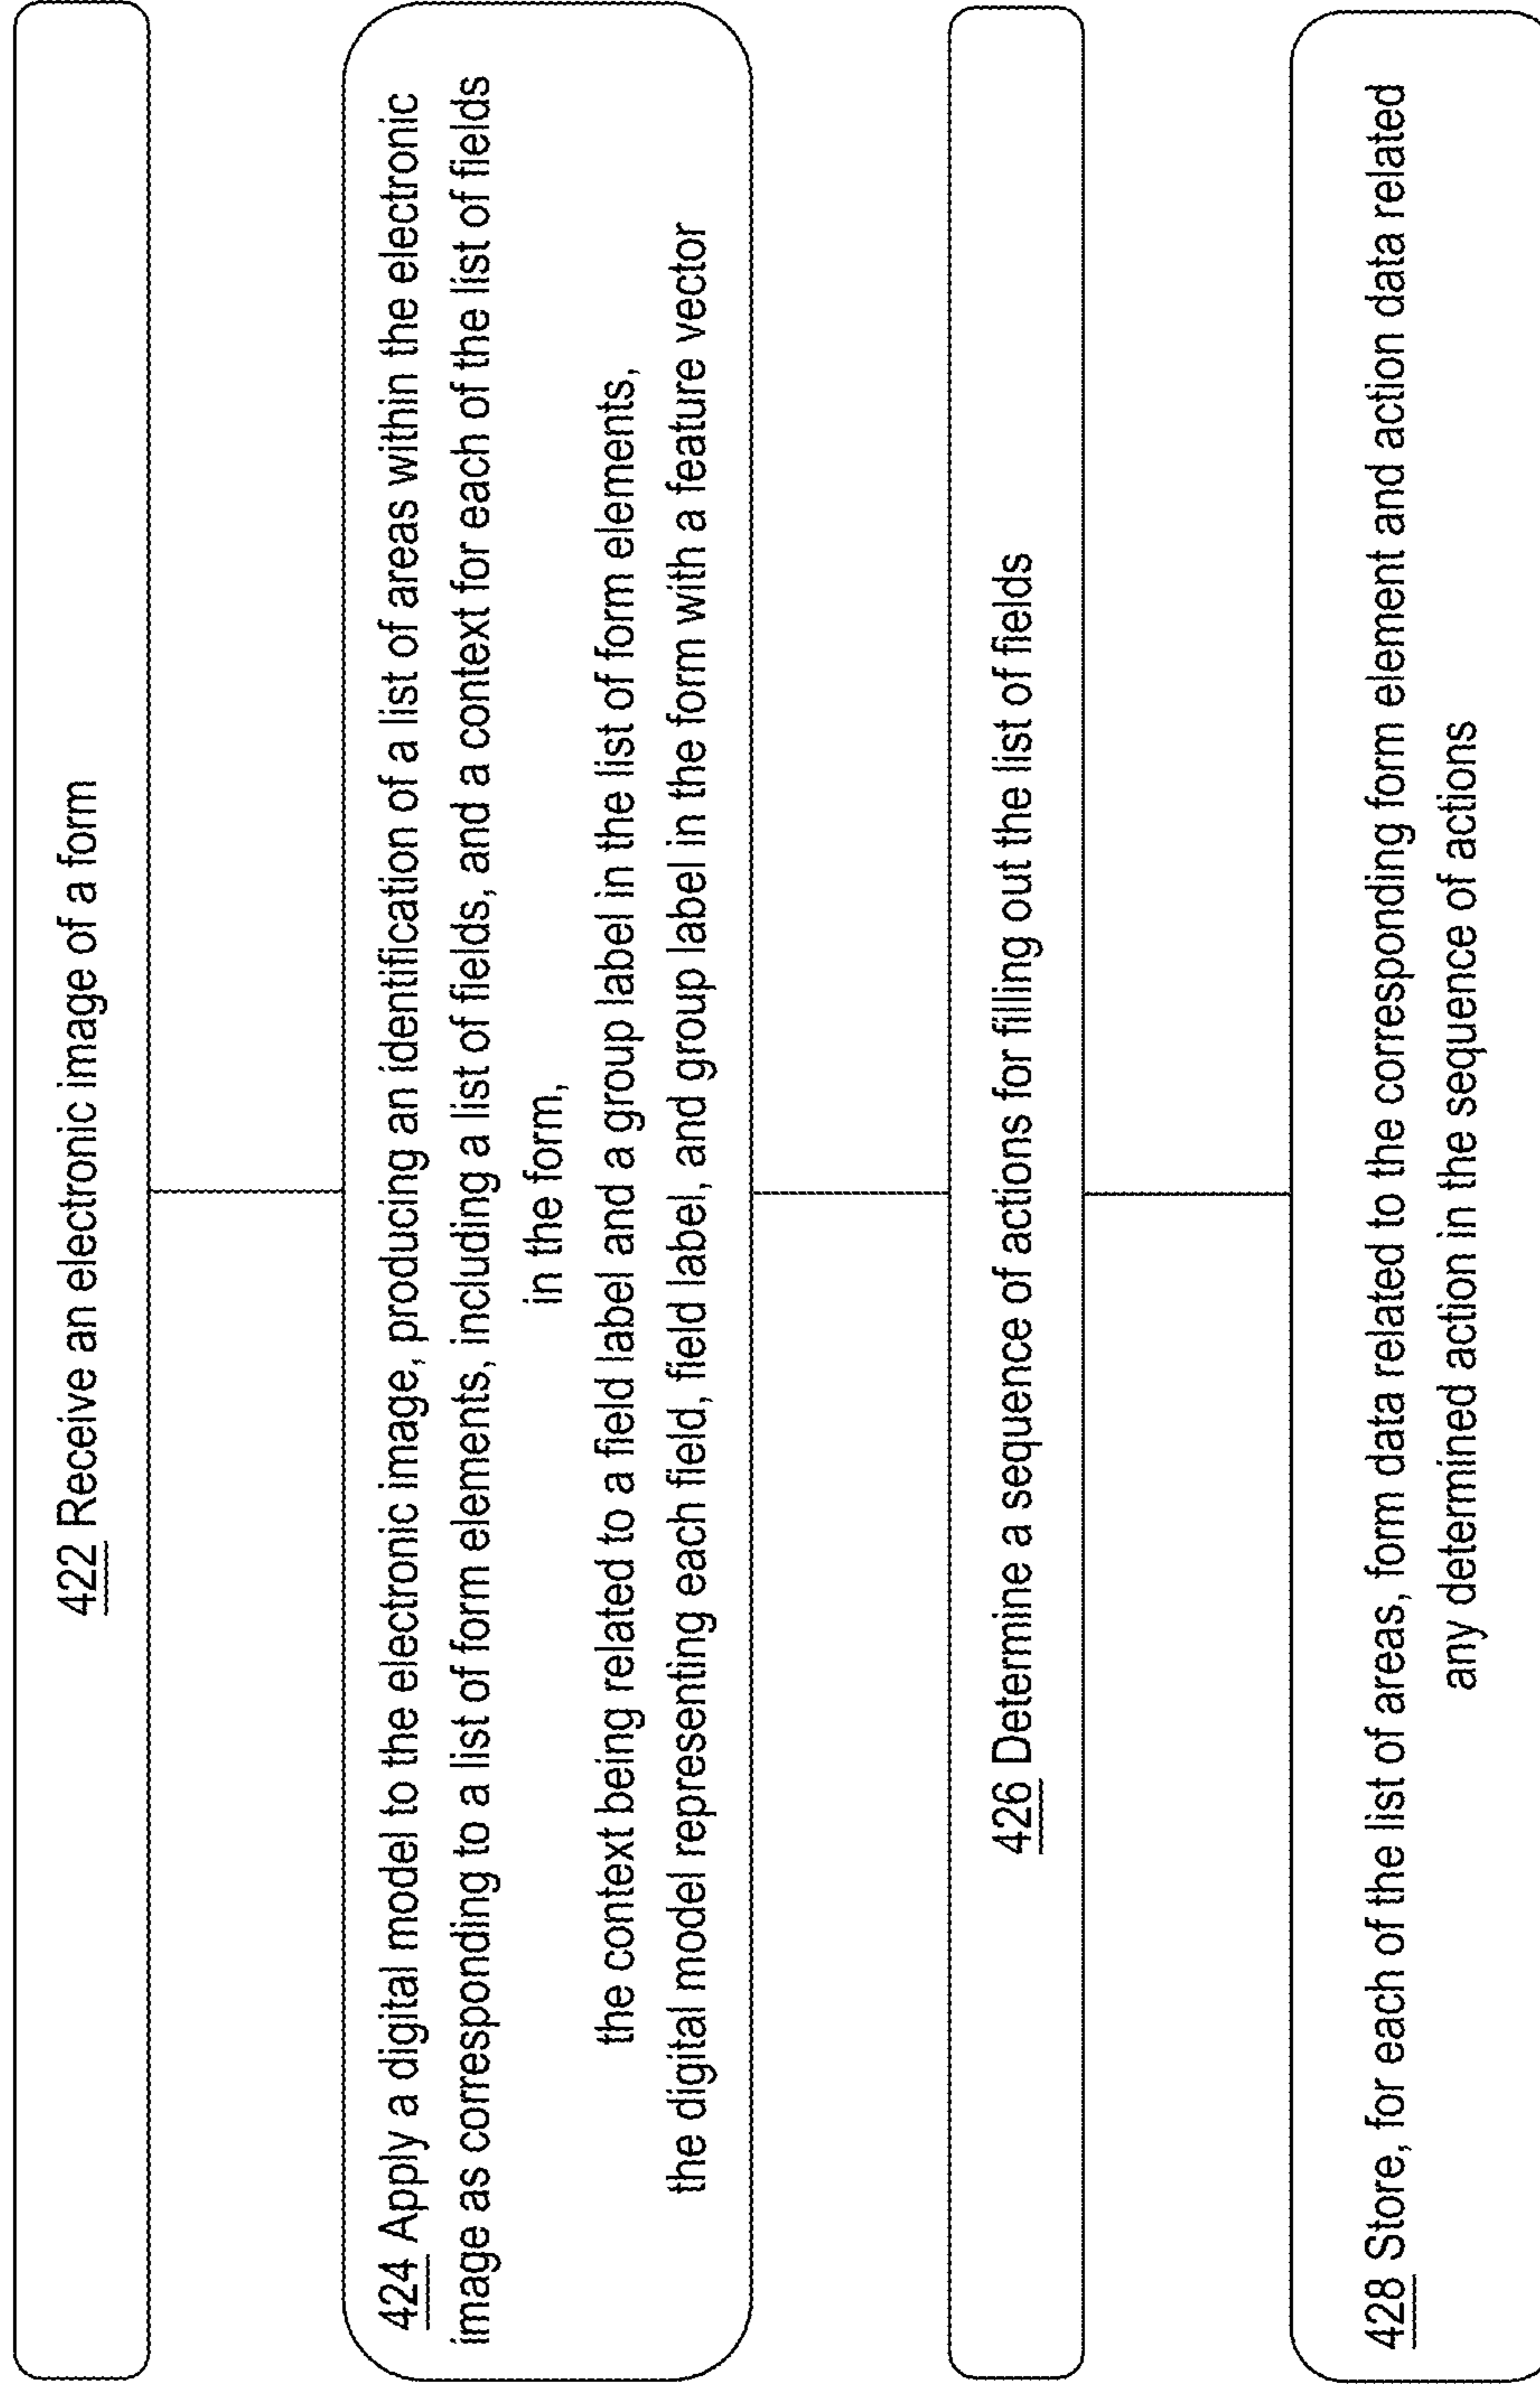 422 Receive an electronic image of a form
424 Apply a digital model to the electronic image, producing an identification of a list of areas within the electronic
image as corresponding to a list of form elements, including a list of fields, and a context for each of the list of fields
in the form,
the context being related to a field label and a group label in the list of form elements,
the digital model representing each field, field label, and group label in the form with a feature vector
426 Determine a sequence of actions for filling out the list of fields
428 Store, for each of the list of areas, form data related to the corresponding form element and action data related
any determined action in the sequence of actions